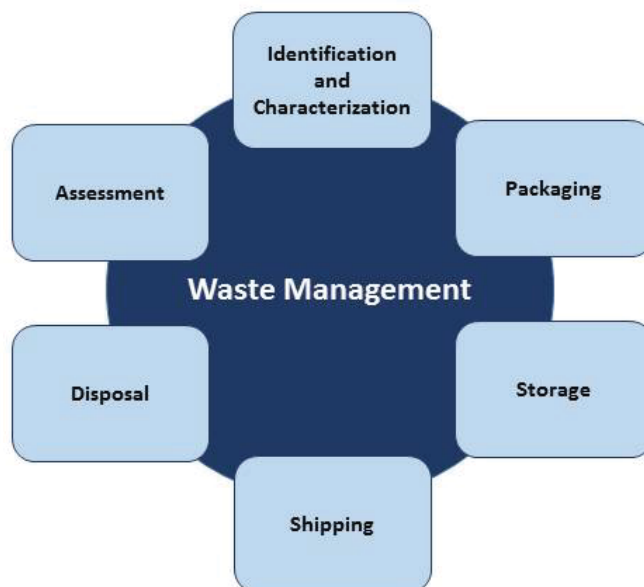 Identification
and
Characterization
Packaging
Storage
Shipping
Disposal
Assessment
Waste Management